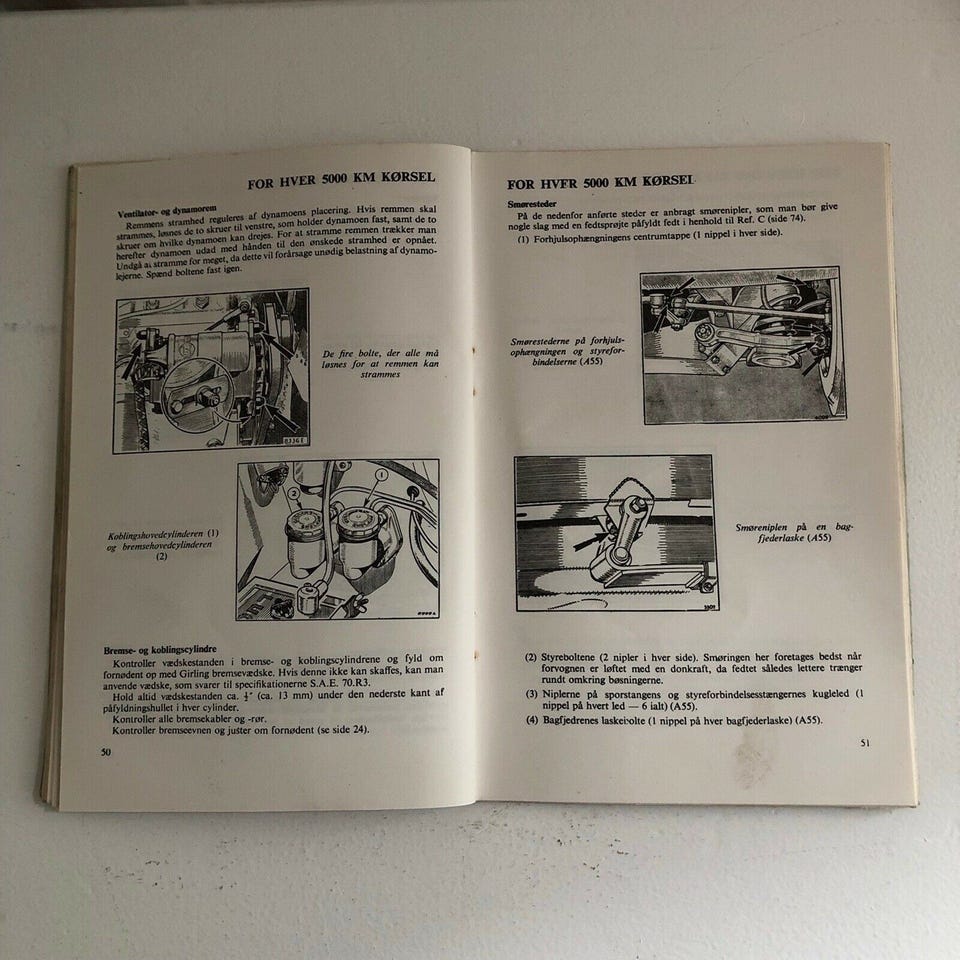 FOR HVER 5000 KM KØRSEL
Ventilator- og dynamorem
Remmens stramhed reguleres af dynamoens placering. Hvis remmen skal
strammes, løsnes de to skruer til venstre, som holder dynamoen fast, samt de to
skruer om hvilke dynamoen kan drejes. For at stramme remmen trækker man
herefter dynamoen udad med hånden til den ønskede stramhed er opnået.
Undgå at stramme for meget, da dette vil forårsage unødig belastning af dynamo-
lejerne. Spænd boltene fast igen.
De fire bolte, der alle må
løsnes for at remmen kan
strammes
Koblingshovedcylinderen (1)
og bremsehovedcylinderen
(2)
2
1
Bremse- og koblingscylindre
Kontroller vædskestanden i bremse- og koblingscylindrene og fyld om
fornødent op med Girling bremsevædske. Hvis denne ikke kan skaffes, kan man
anvende vædske, som svarer til specifikationerne S.A.E. 70.R3.
Hold altid vædskestanden ca. ½″ (ca. 13 mm) under den nederste kant af
påfyldningshullet i hver cylinder.
Kontroller alle bremsekabler og -rør.
Kontroller bremseevnen og juster om fornødent (se side 24).
50
FOR HVER 5000 KM KØRSEL
Smøresteder
På de nedenfor anførte steder er anbragt smørenipler, som man bør give
nogle slag med en fedtsprøjte påfyldt fedt i henhold til Ref. C (side 74).
(1) Forhjulsophængningens centrumtappe (1 nippel i hver side).
Smørestederne på forhjuls-
ophængningen og styrefor-
bindelserne (A55)
Smøreniplen på en bag-
fjederlaske (A55)
(2) Styreboltene (2 nipler i hver side). Smøringen her foretages bedst når
forvognen er løftet med en donkraft, da fedtet således lettere trænger
rundt omkring bøsningerne.
(3) Niplerne på sporstangens og styreforbindelsesstængernes kugleled (1
nippel på hvert led — 6 ialt) (A55).
(4) Bagfjedrenes laskebolte (1 nippel på hver bagfjederlaske) (A55).
51